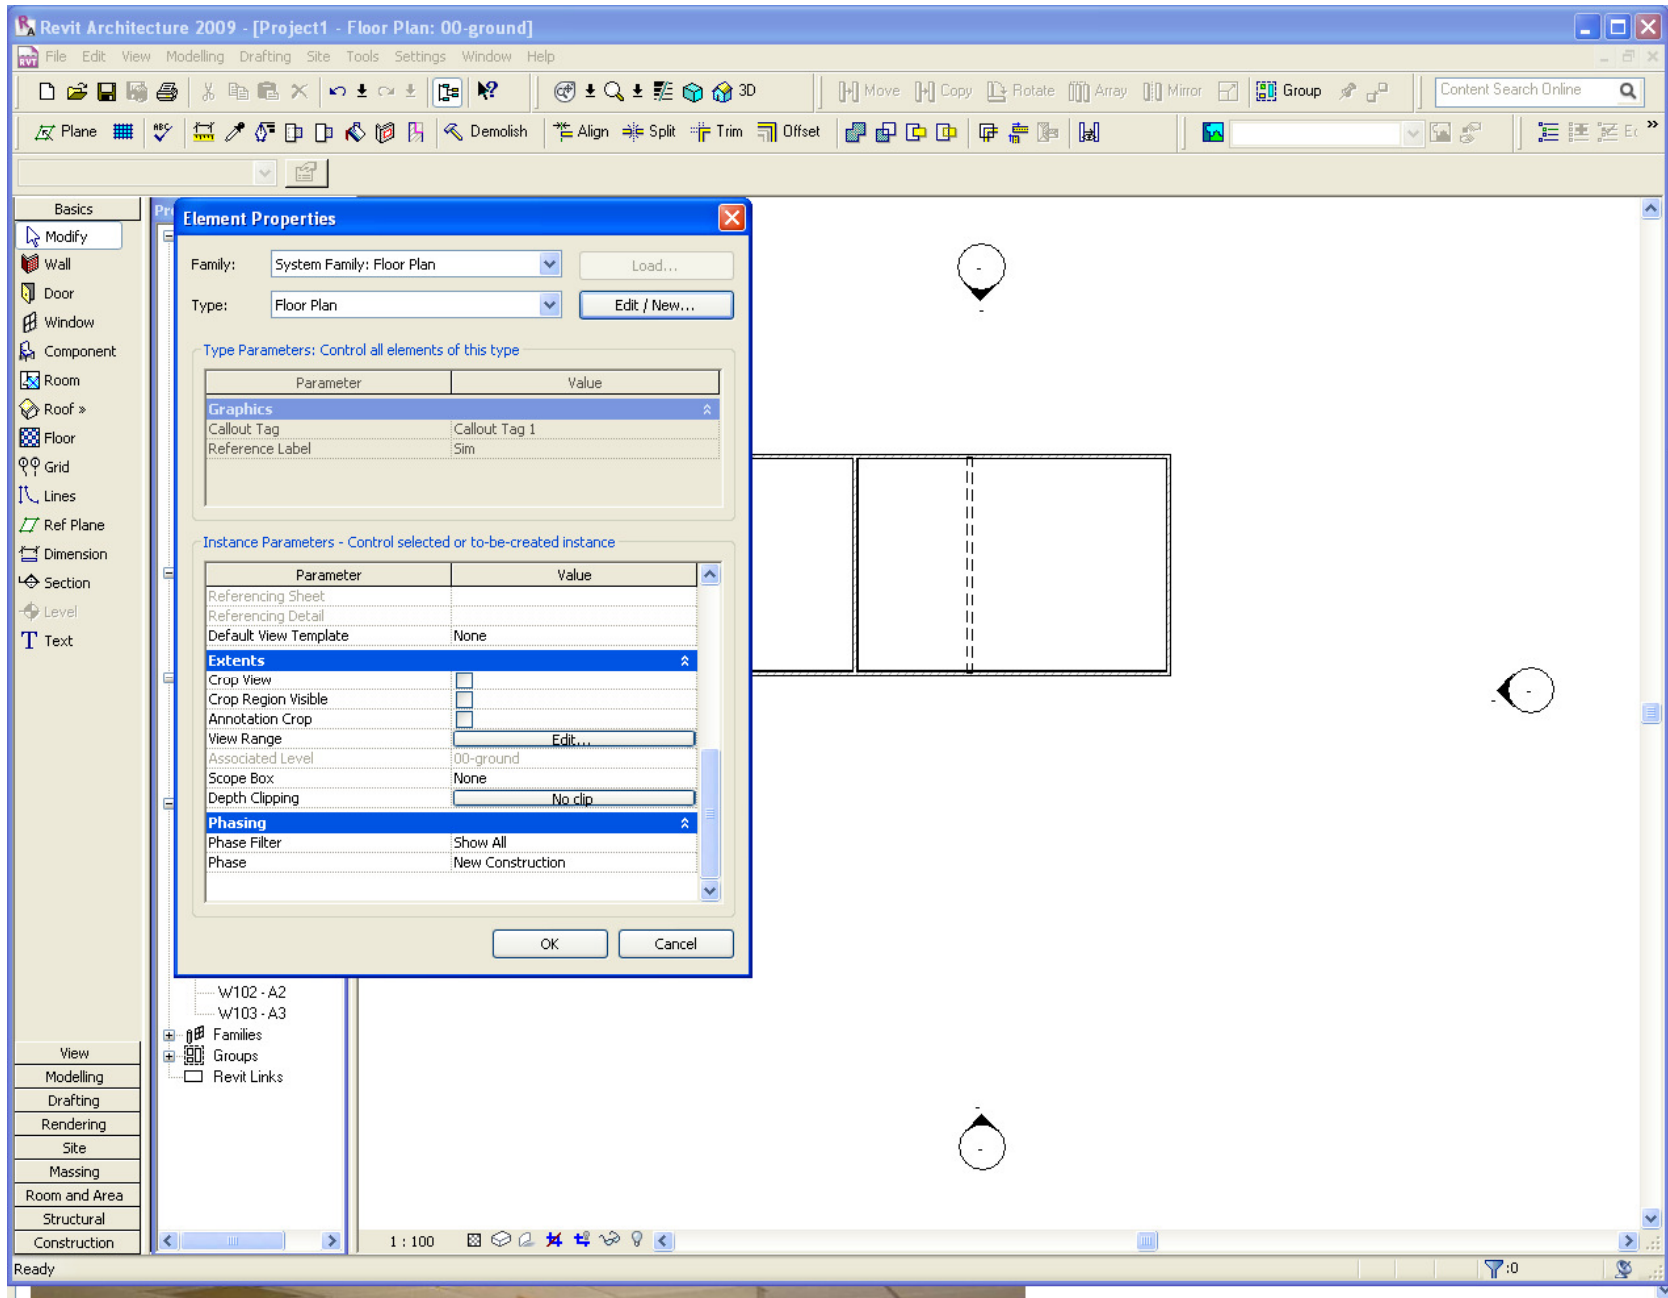 Revit Architecture 2009 - [Project1 - Floor Plan: 00-ground]
File Edit View Modelling Drafting Site Tools Settings Window Help
3D Move Copy Rotate Array Mirror Group Content Search Online
Plane Demolish Align Split Trim Offset
Basics
Modify
Wall
Door
Window
Component
Room
Roof »
Floor
Grid
Lines
Ref Plane
Dimension
Section
Level
Text
View
Modelling
Drafting
Rendering
Site
Massing
Room and Area
Structural
Construction
Element Properties
Family: System Family: Floor Plan Load...
Type: Floor Plan Edit / New...
Type Parameters: Control all elements of this type
Parameter Value
Graphics
Callout Tag Callout Tag 1
Reference Label Sim
Instance Parameters - Control selected or to-be-created instance
Parameter Value
Referencing Sheet
Referencing Detail
Default View Template None
Extents
Crop View
Crop Region Visible
Annotation Crop
View Range Edit...
Associated Level 00-ground
Scope Box None
Depth Clipping No clip
Phasing
Phase Filter Show All
Phase New Construction
OK Cancel
W102 - A2
W103 - A3
Families
Groups
Revit Links
1 : 100
Ready
:0